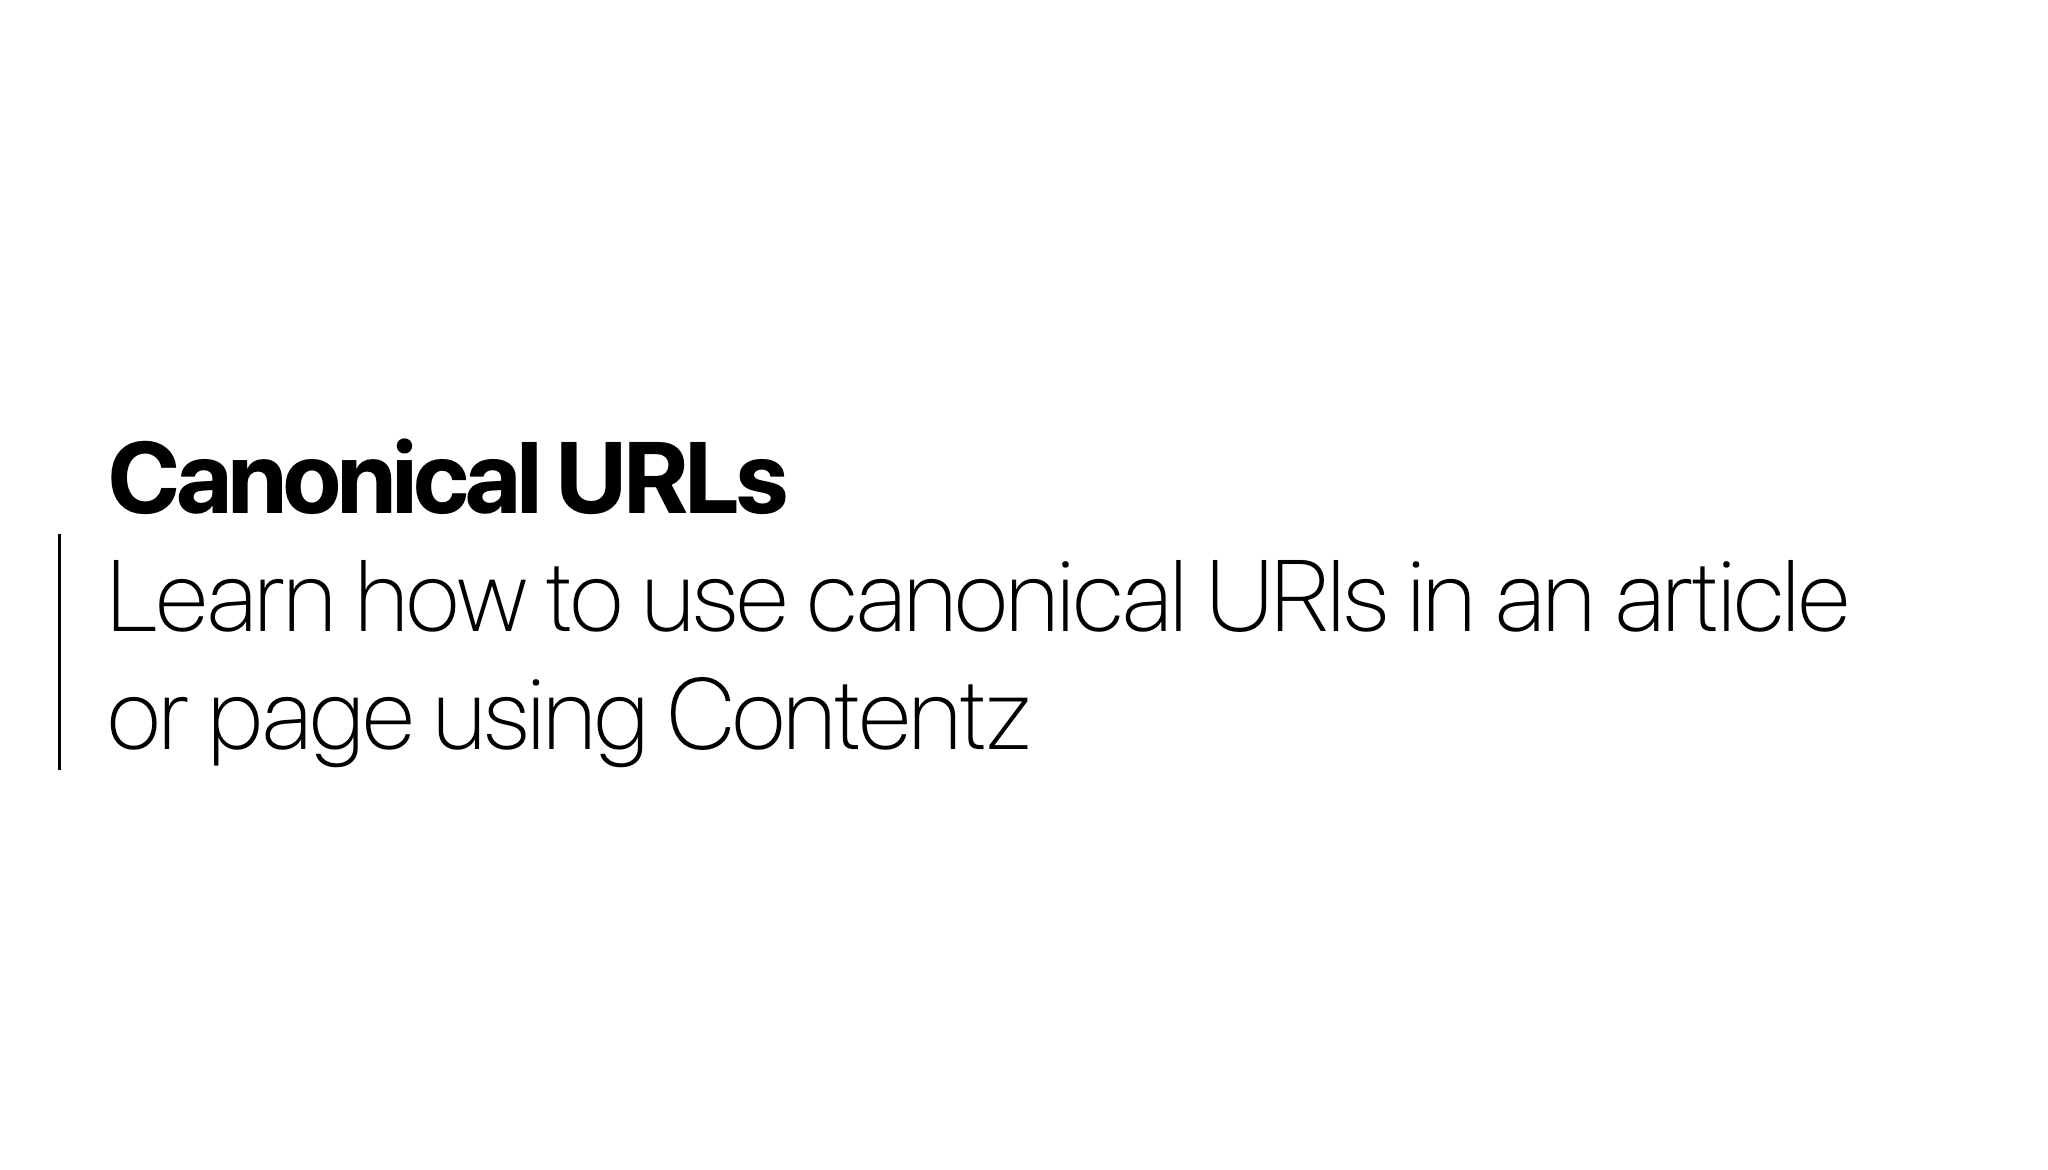 Canonical URLs
Learn how to use canonical URls in an article
or page using Contentz